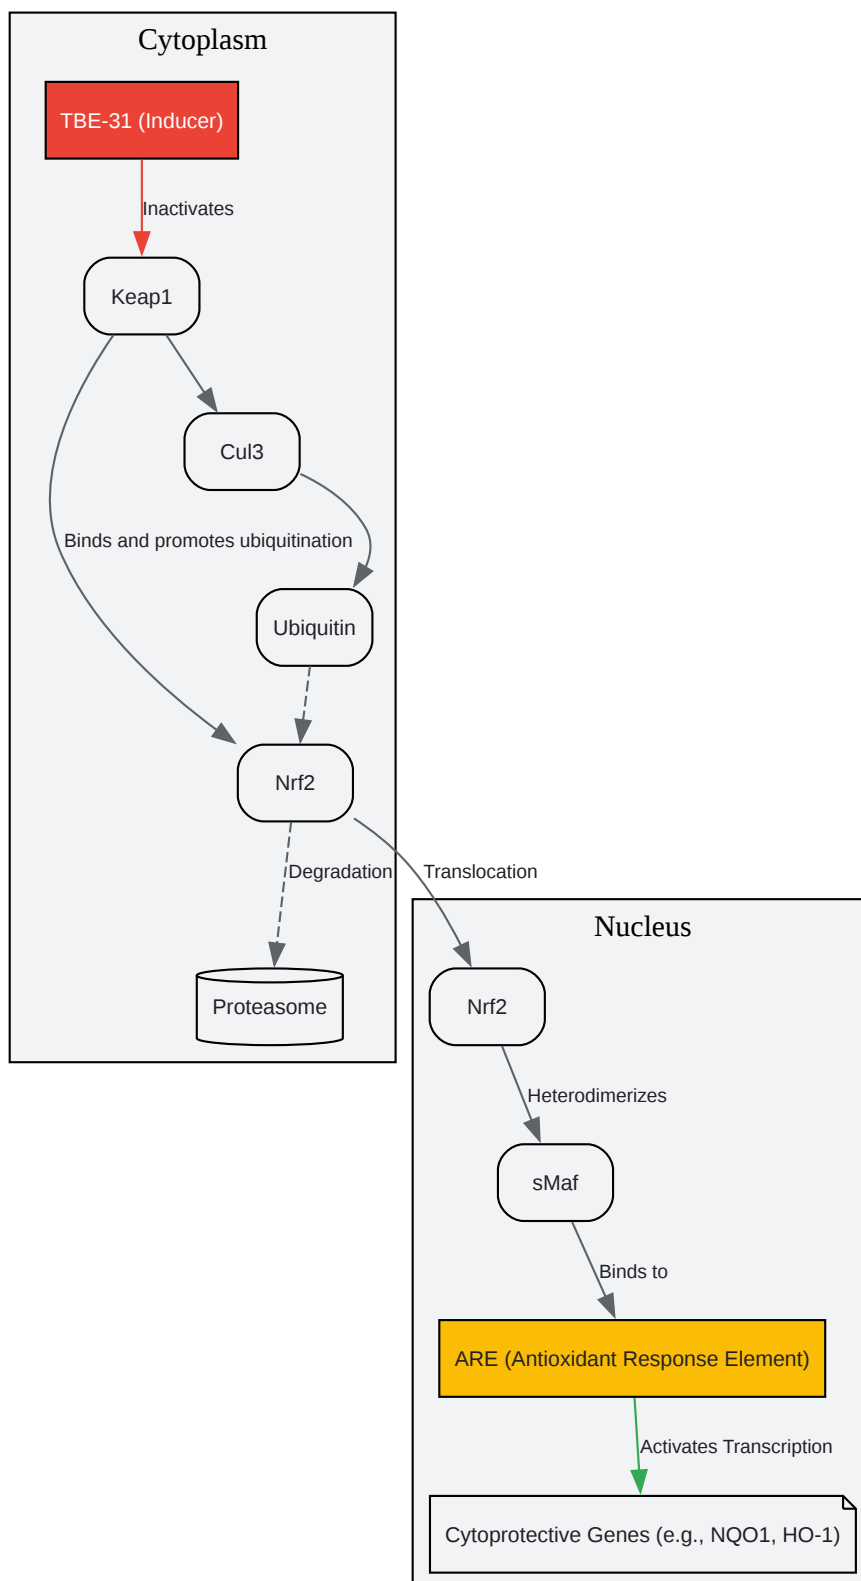 Cytoplasm
TBE-31 (Inducer)
Inactivates
Keap1
Cul3
Binds and promotes ubiquitination
Ubiquitin
Nrf2
Degradation
Translocation
Proteasome
Nucleus
Nrf2
Heterodimerizes
sMaf
Binds to
ARE (Antioxidant Response Element)
Activates Transcription
Cytoprotective Genes (e.g., NQO1, HO-1)